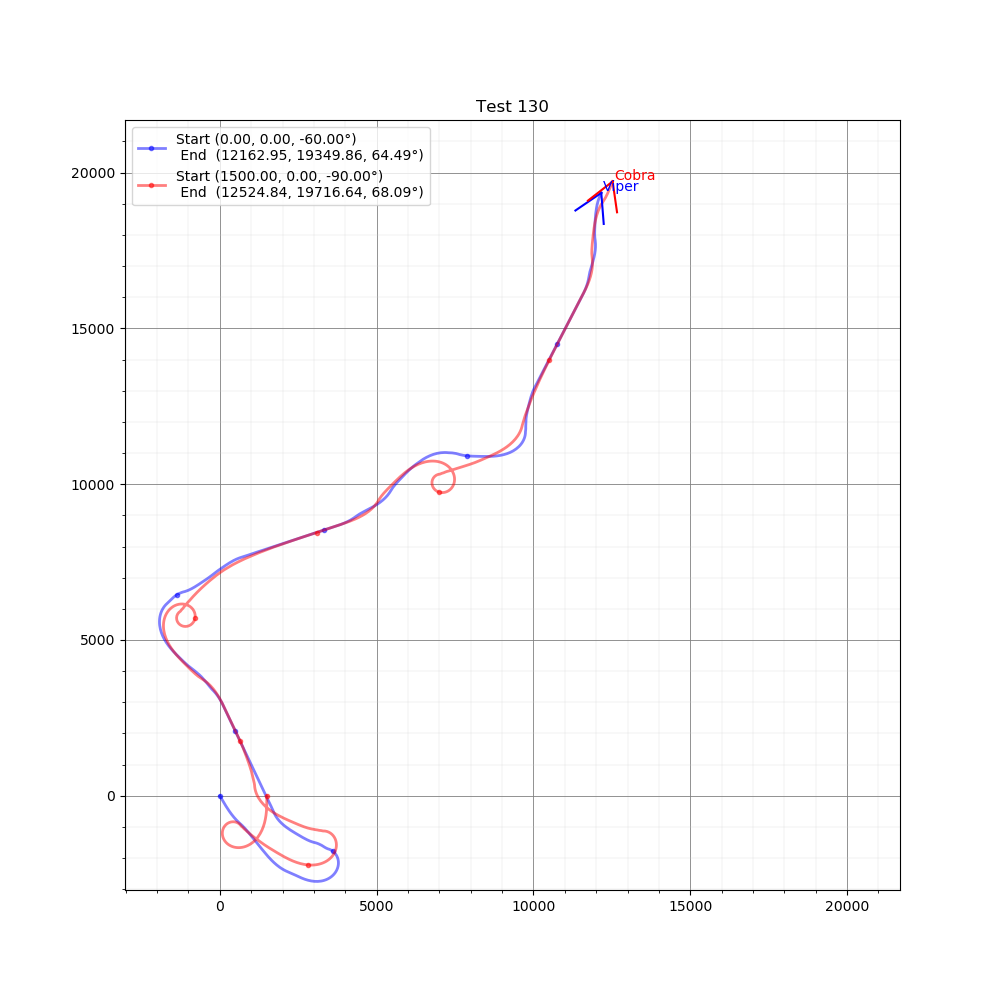 Test 130
Start (0.00, 0.00, -60.00°)
End (12162.95, 19349.86, 64.49°)
Start (1500.00, 0.00, -90.00°)
End (12524.84, 19716.64, 68.09°)
Cobra
Viper
20000
15000
10000
5000
0
0 5000 10000 15000 20000